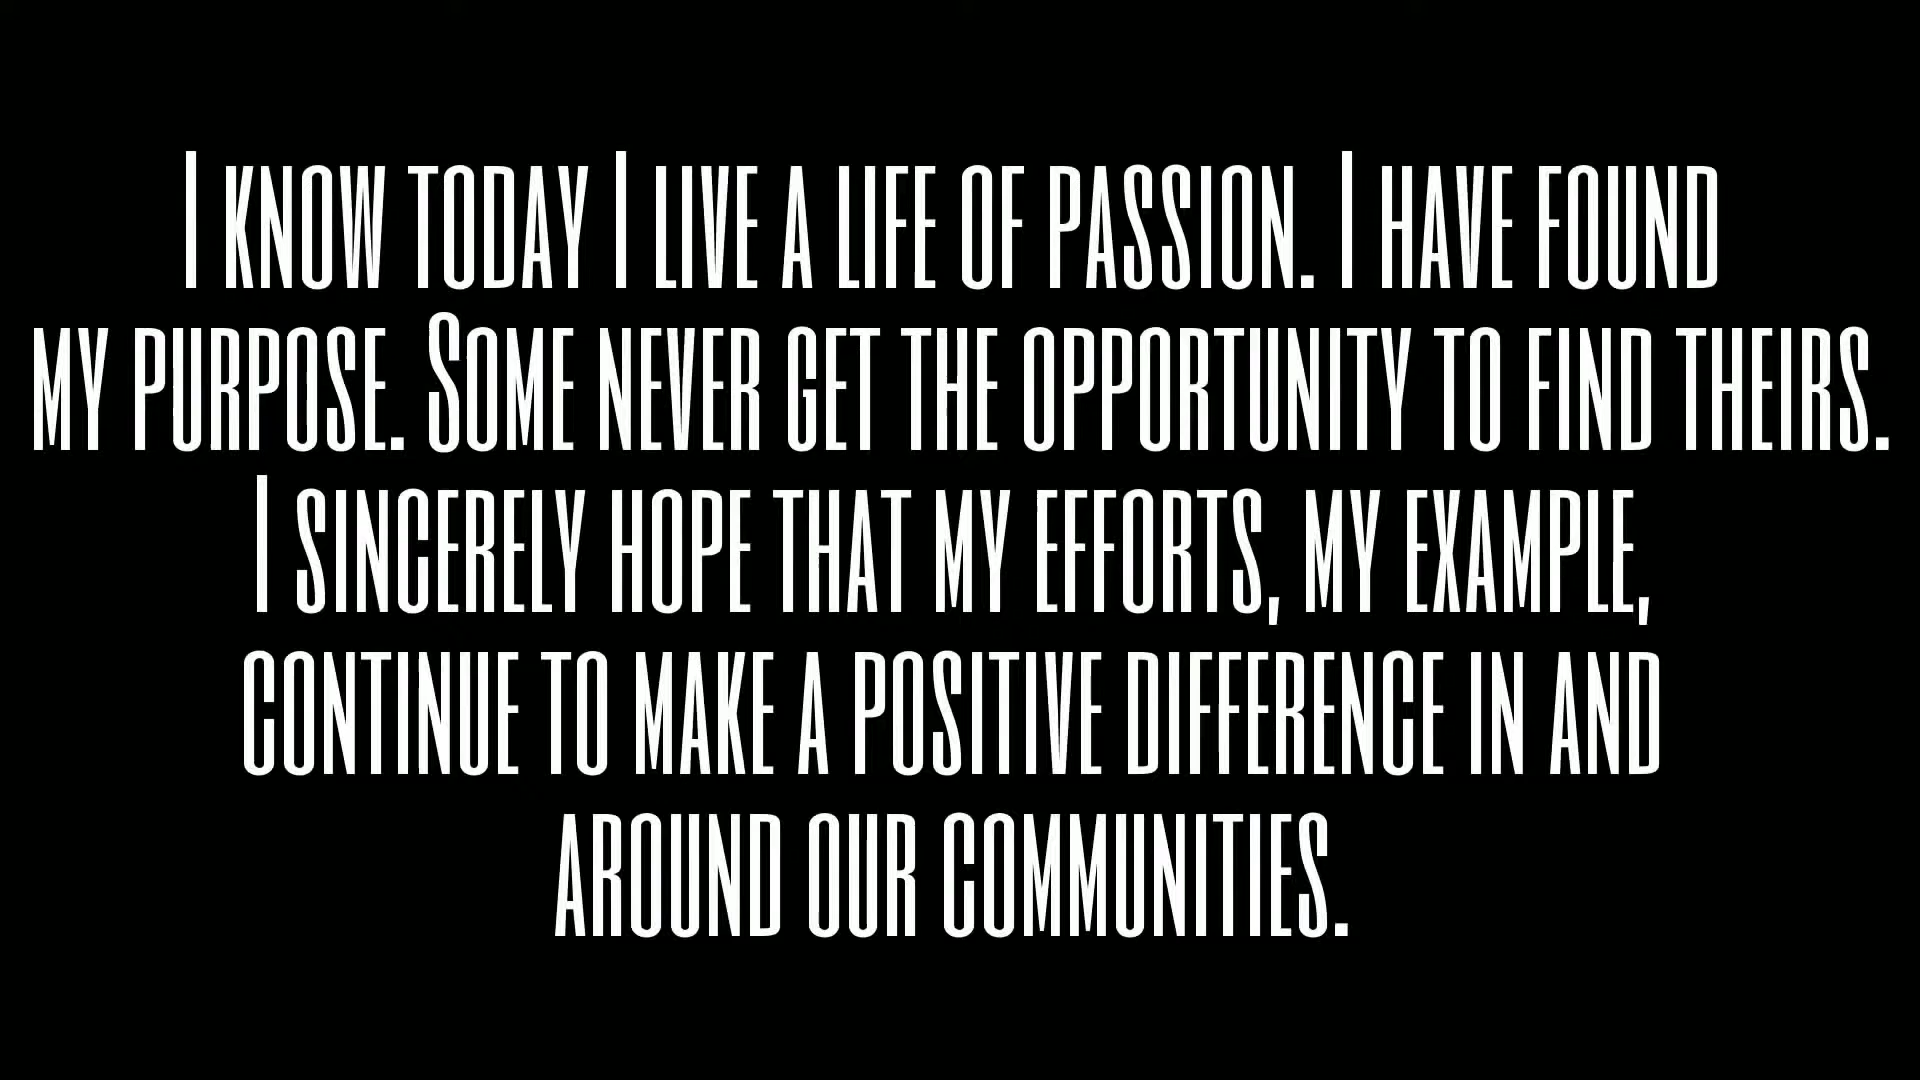 I know today I live a life of passion. I have found
my purpose. Some never get the opportunity to find theirs.
I sincerely hope that my efforts, my example,
continue to make a positive difference in and
around our communities.